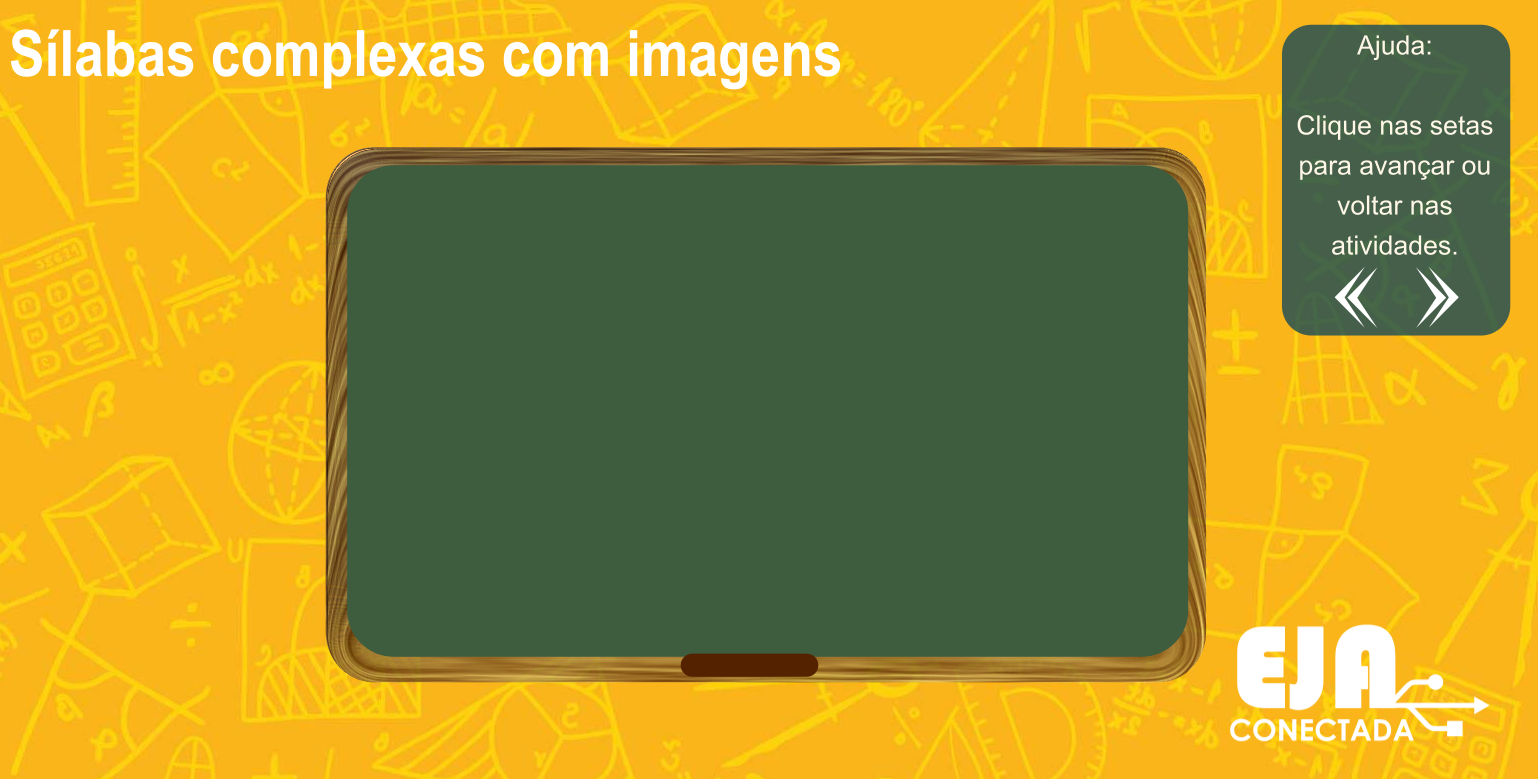 Sílabas complexas com imagens
Ajuda:
Clique nas setas
para avançar ou
voltar nas
atividades.
EJA
CONECTADA